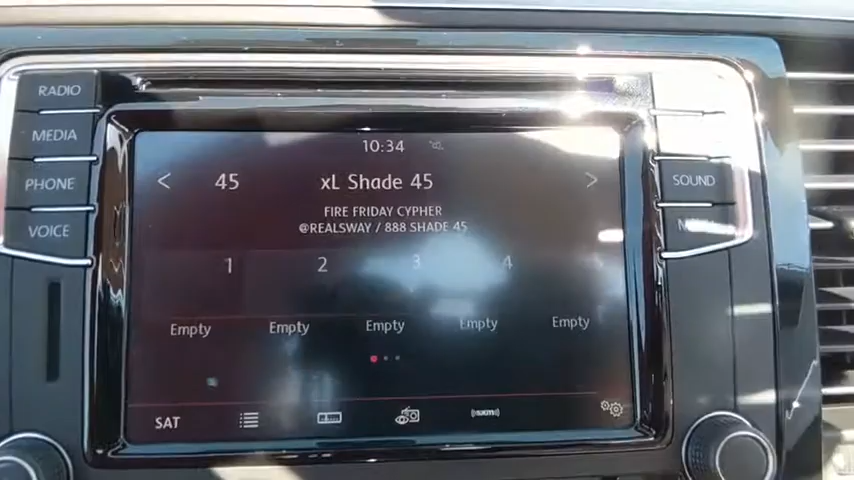 RADIO
MEDIA
PHONE
VOICE
10:34
45 xL Shade 45
FIRE FRIDAY CYPHER
@REALSWAY / 888 SHADE 45
SOUND
1 2 3 4
Empty Empty Empty Empty Empty
SAT